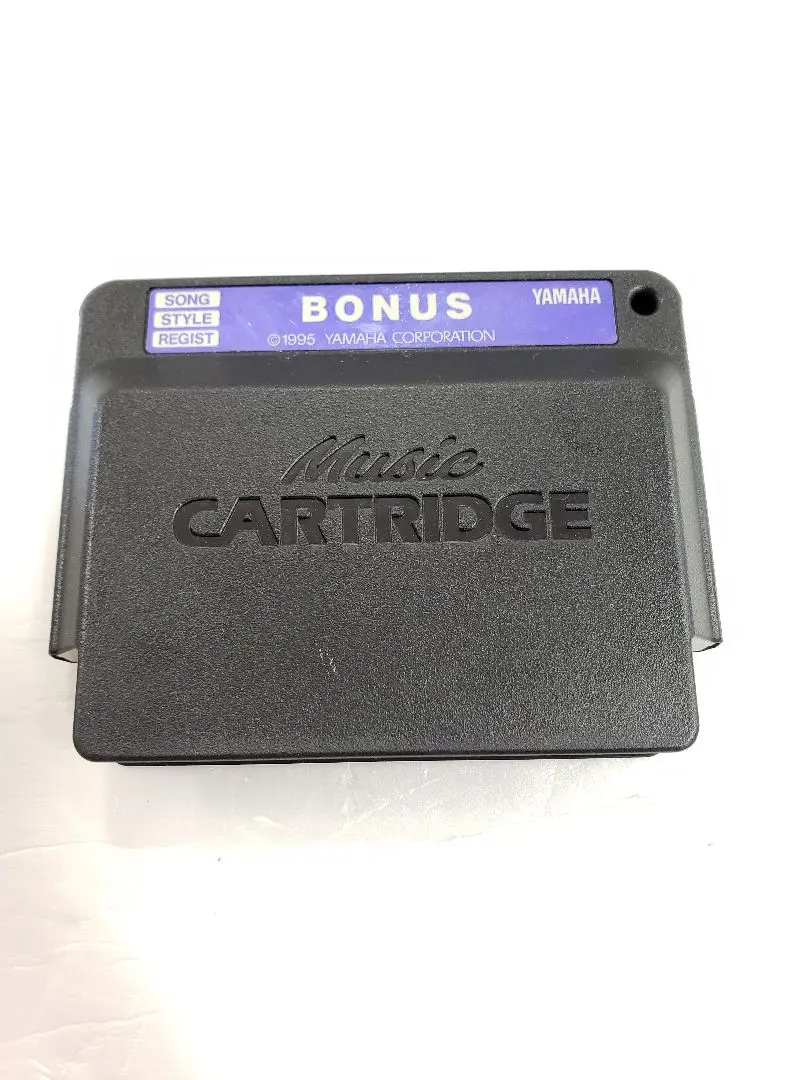 SONG
STYLE
REGIST
BONUS
©1995 YAMAHA CORPORATION
YAMAHA
Music
CARTRIDGE